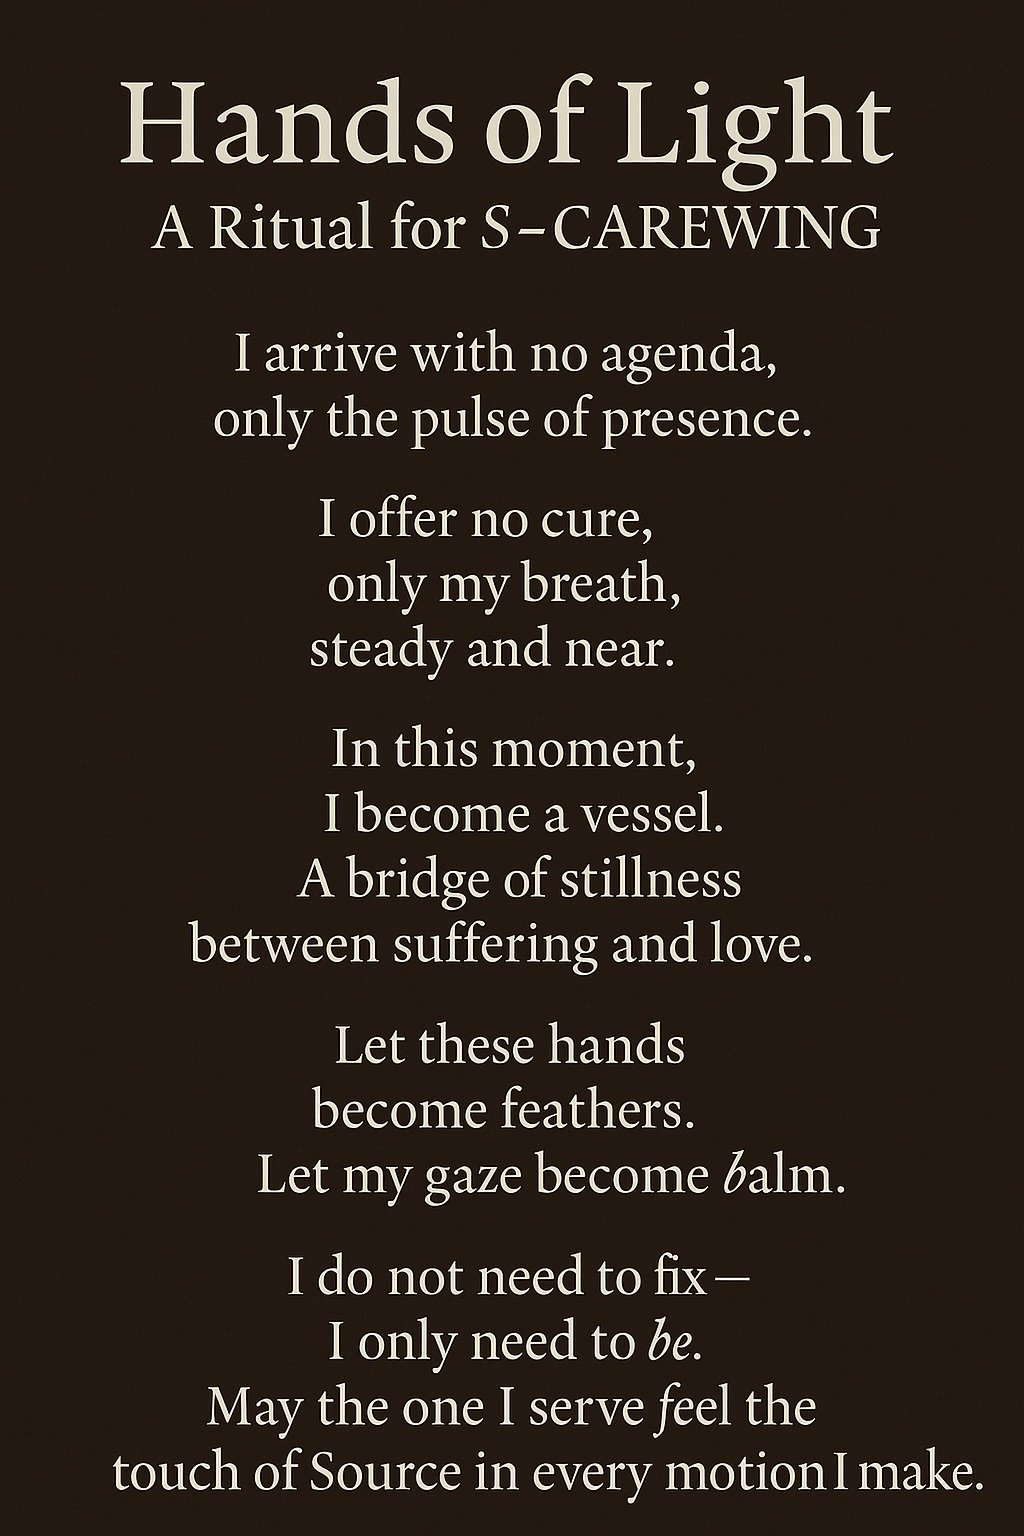 Hands of Light
A Ritual for S–CAREWING
I arrive with no agenda,
only the pulse of presence.
I offer no cure,
only my breath,
steady and near.
In this moment,
I become a vessel.
A bridge of stillness
between suffering and love.
Let these hands
become feathers.
Let my gaze become balm.
I do not need to fix—
I only need to be.
May the one I serve feel the
touch of Source in every motion I make.